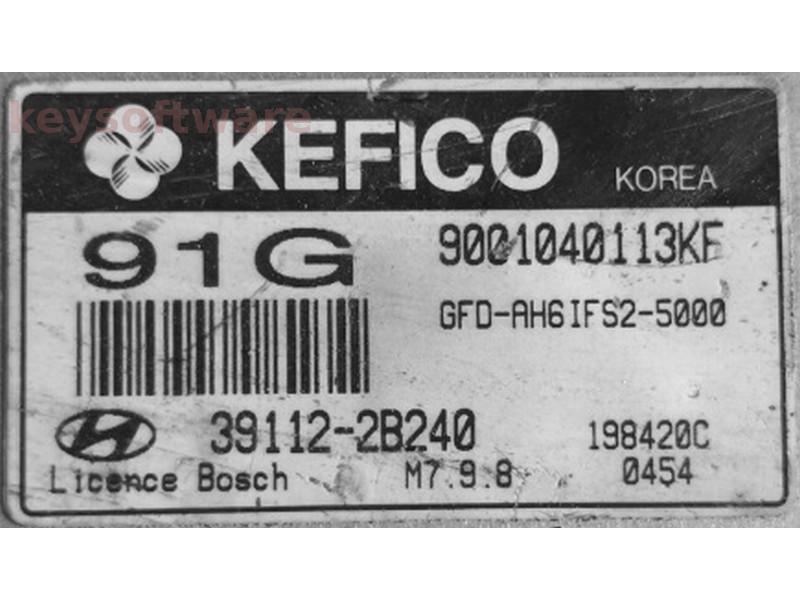 keysoftware
KEFICO KOREA
91G 9001040113KF
GFD-AH6IFS2-5000
39112-2B240 198420C
Licence Bosch M7.9.8 0454